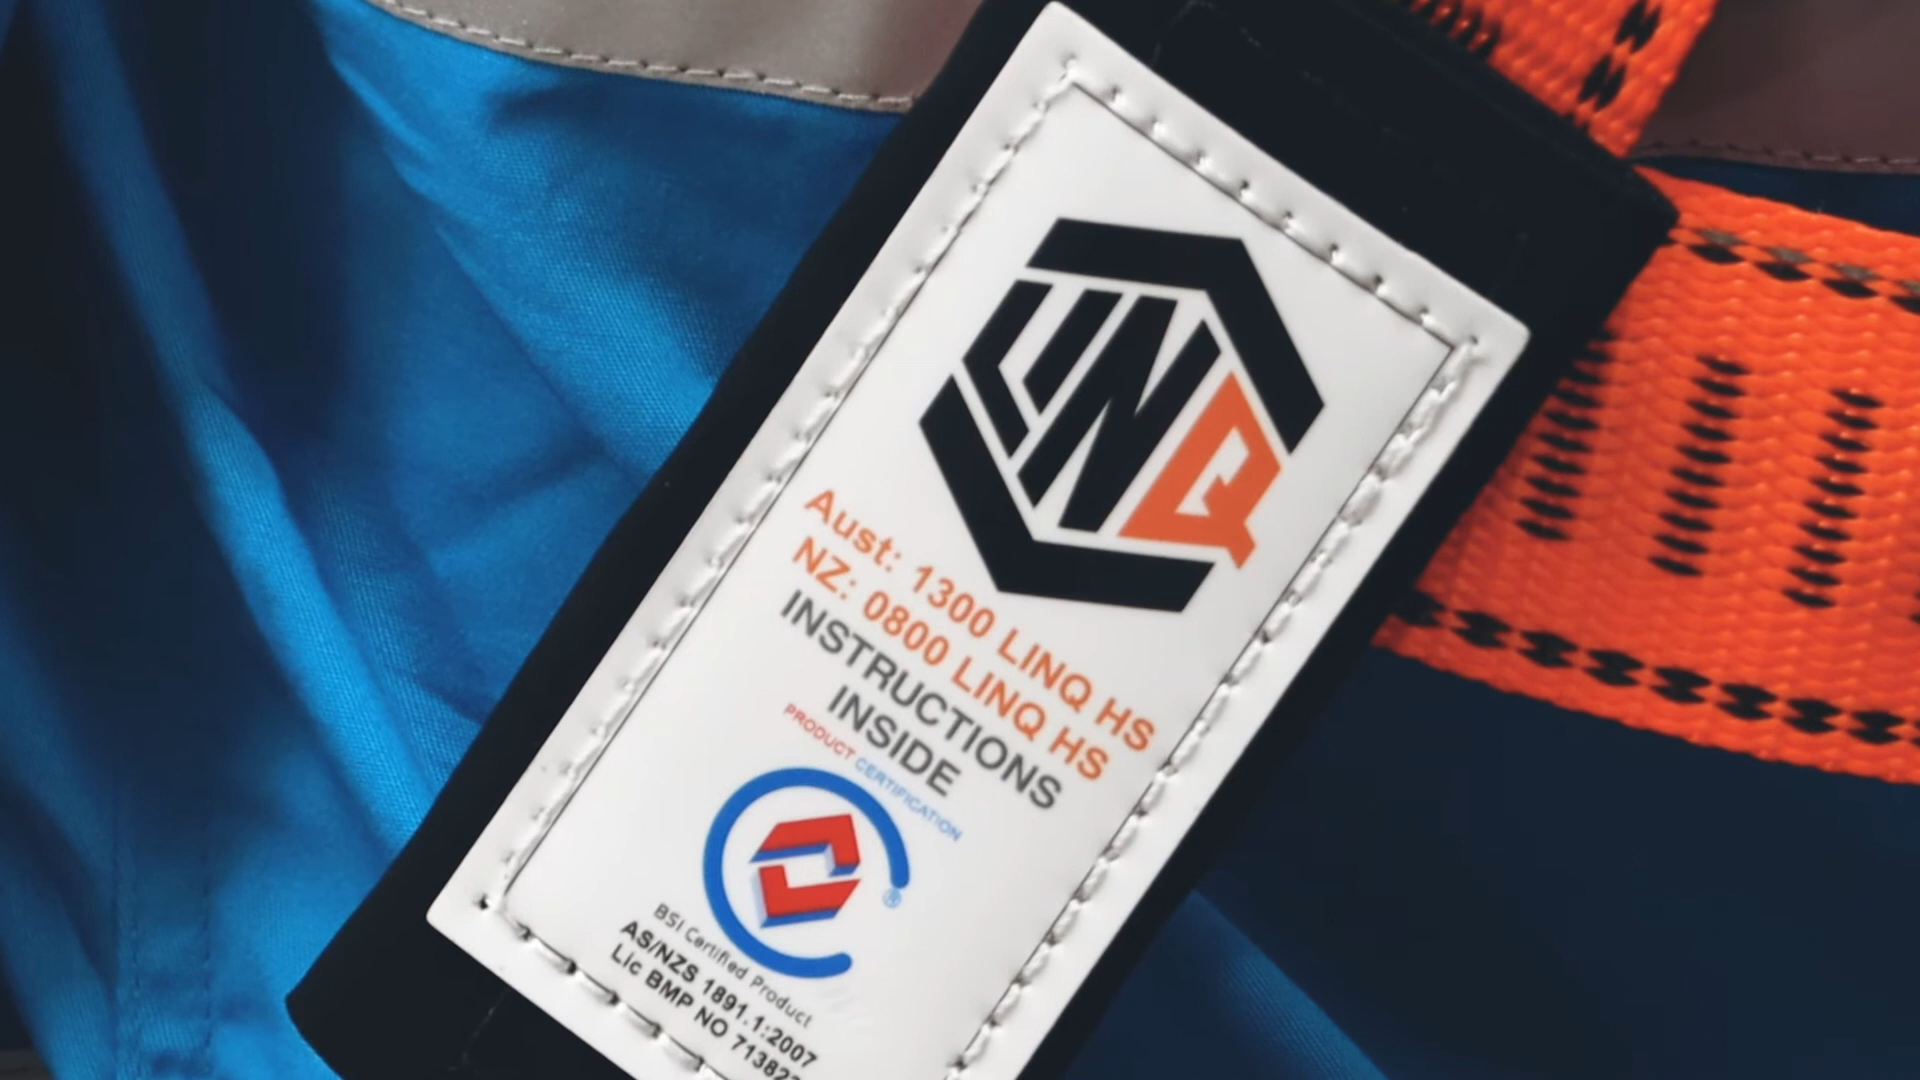 LINQ
Aust: 1300 LINQ HS
NZ: 0800 LINQ HS
INSTRUCTIONS
INSIDE
PRODUCT CERTIFICATION
®
BSI Certified Product
AS/NZS 1891.1:2007
Lic BMP NO